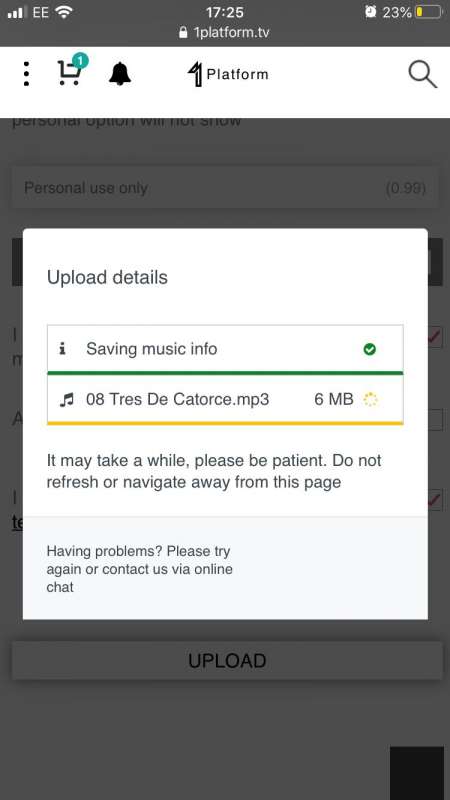 EE 17:25 23%
1platform.tv
1 Platform
personal option will not show
Personal use only (0.99)
Upload details
Saving music info
08 Tres De Catorce.mp3 6 MB
It may take a while, please be patient. Do not
refresh or navigate away from this page
Having problems? Please try
again or contact us via online
chat
UPLOAD